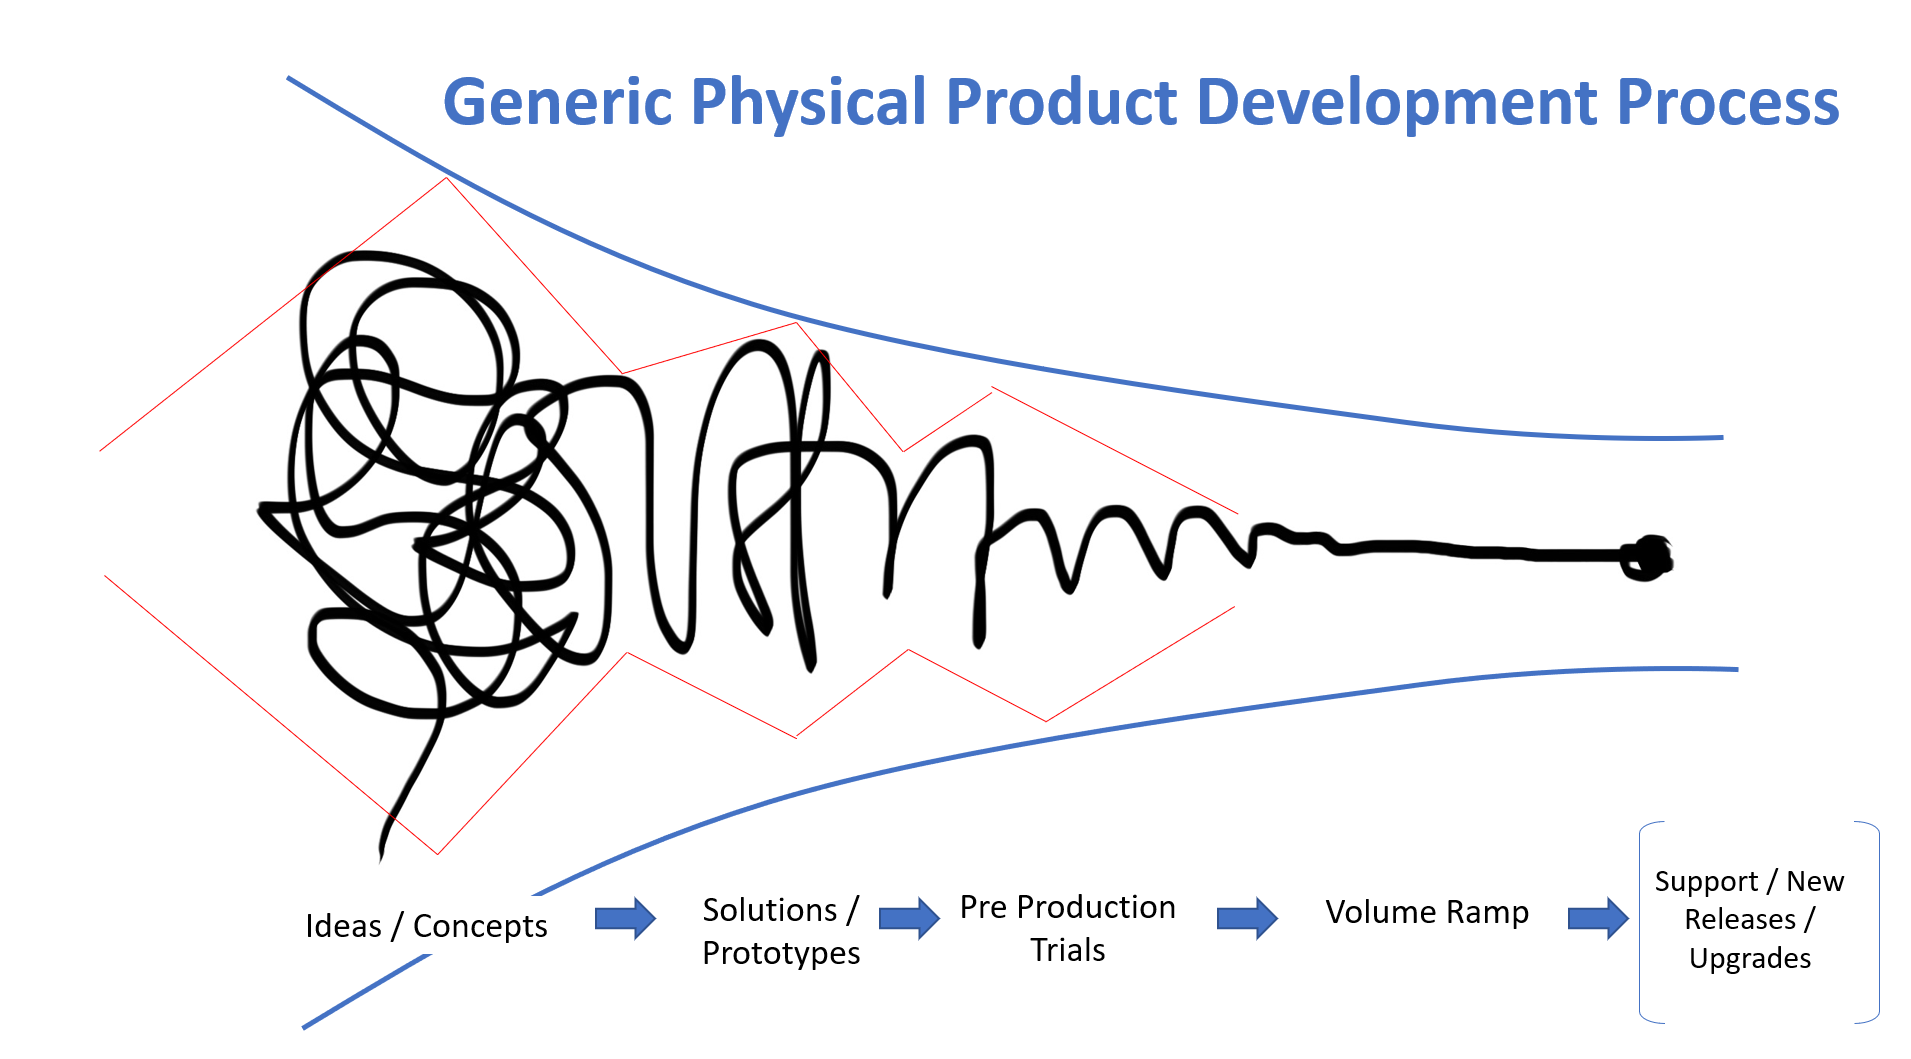 Generic Physical Product Development Process
Ideas / Concepts
Solutions /
Prototypes
Pre Production
Trials
Volume Ramp
Support / New
Releases /
Upgrades